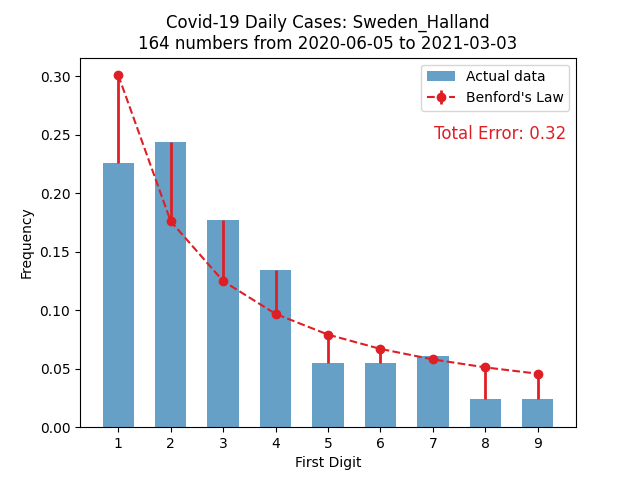 Covid-19 Daily Cases: Sweden_Halland
164 numbers from 2020-06-05 to 2021-03-03
Actual data
Benford's Law
Total Error: 0.32
Frequency
0.30
0.25
0.20
0.15
0.10
0.05
0.00
1 2 3 4 5 6 7 8 9
First Digit